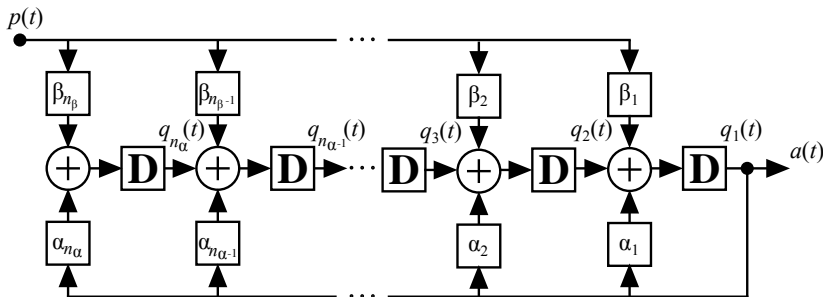 p(t)
...
β_{n_β} β_{n_β-1} β_2 β_1
q_{n_α}(t) q_{n_α-1}(t) q_3(t) q_2(t) q_1(t)
+ D + D ... D + D + D a(t)
α_{n_α} α_{n_α-1} α_2 α_1
...